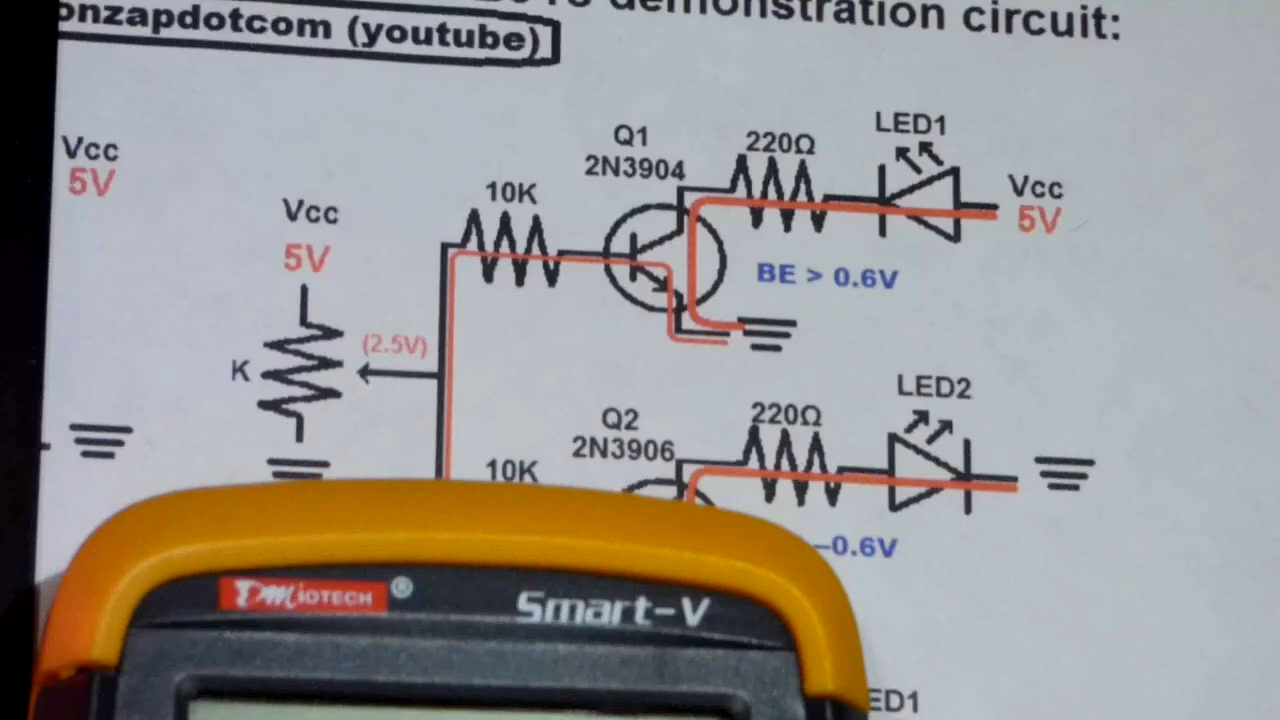 demonstration circuit:
onzapdotcom (youtube)
Vcc
5V
Vcc
5V
K
(2.5V)
10K
Q1
2N3904
220Ω
LED1
Vcc
5V
BE > 0.6V
10K
Q2
2N3906
220Ω
LED2
-0.6V
DMiOTECH ®
Smart-V
ED1